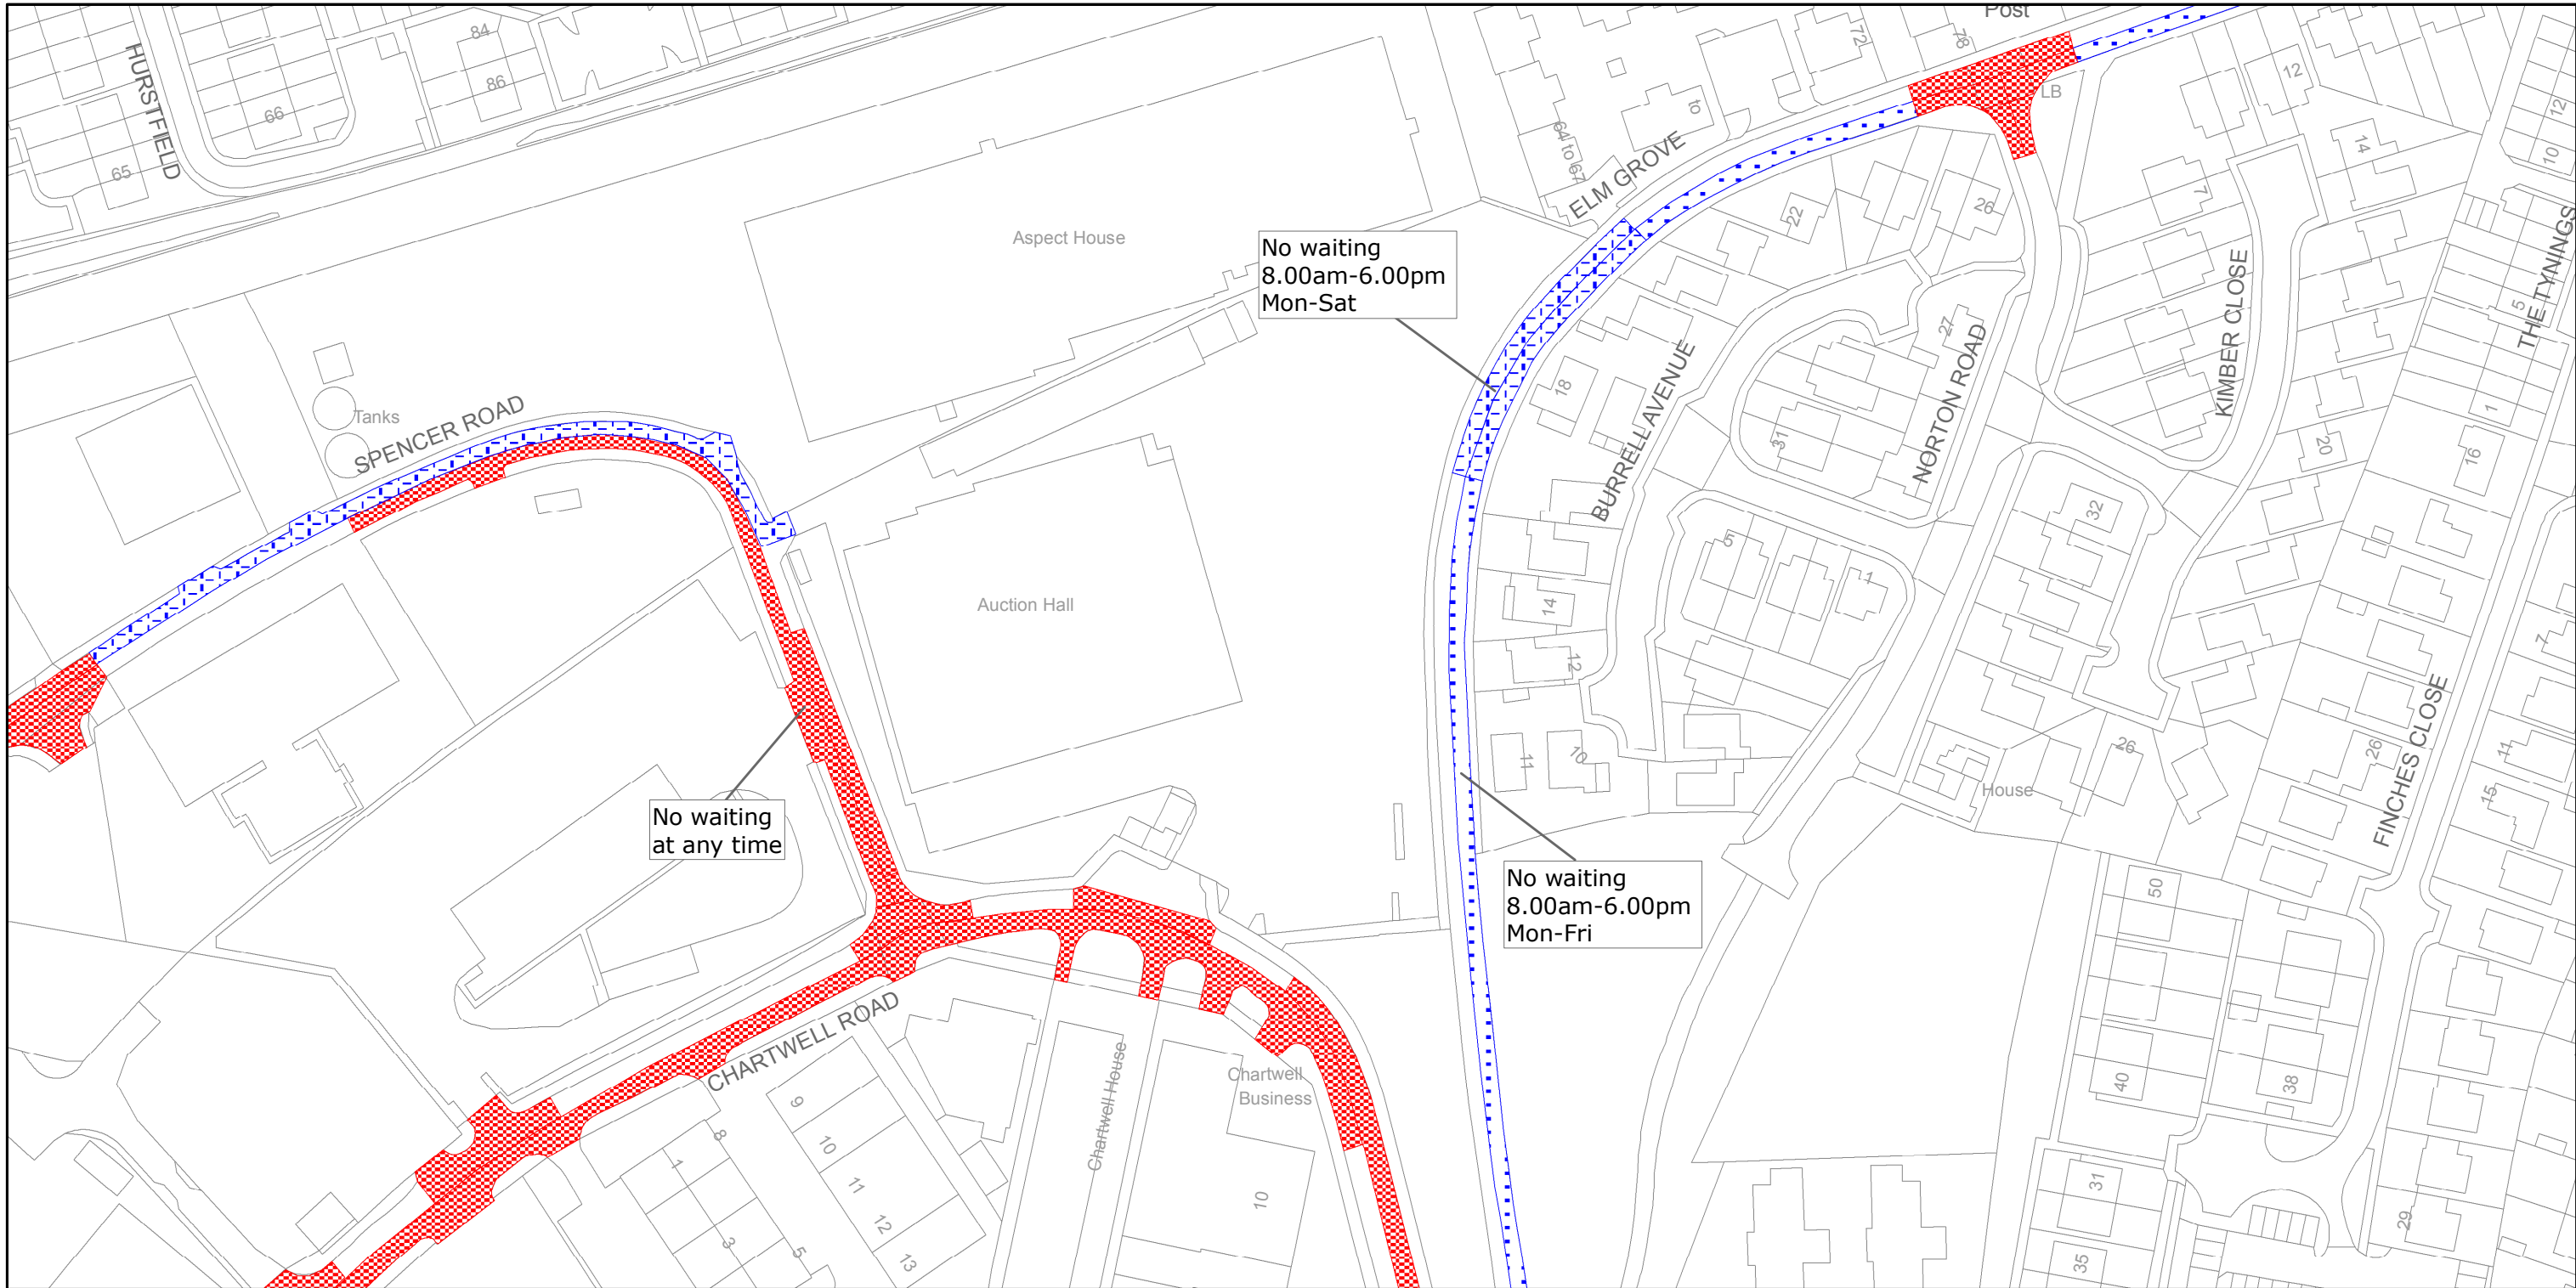 Post
84
72
78
HURSTFIELD
86
66
12
to
LB
12
65
64 to 67
ELM GROVE
14
10
7
22
26
THE TYNINGS
Aspect House
No waiting
8.00am-6.00pm
Mon-Sat
KIMBER CLOSE
5
27
18
BURRELL AVENUE
NORTON ROAD
Tanks
SPENCER ROAD
1
31
20
16
32
5
1
Auction Hall
14
12
7
FINCHES CLOSE
26
11
10
26
11
House
15
No waiting
at any time
No waiting
8.00am-6.00pm
Mon-Fri
50
CHARTWELL ROAD
Chartwell House
Chartwell
Business
40
38
9
8
10
1
11
10
31
12
3
5
13
29
35